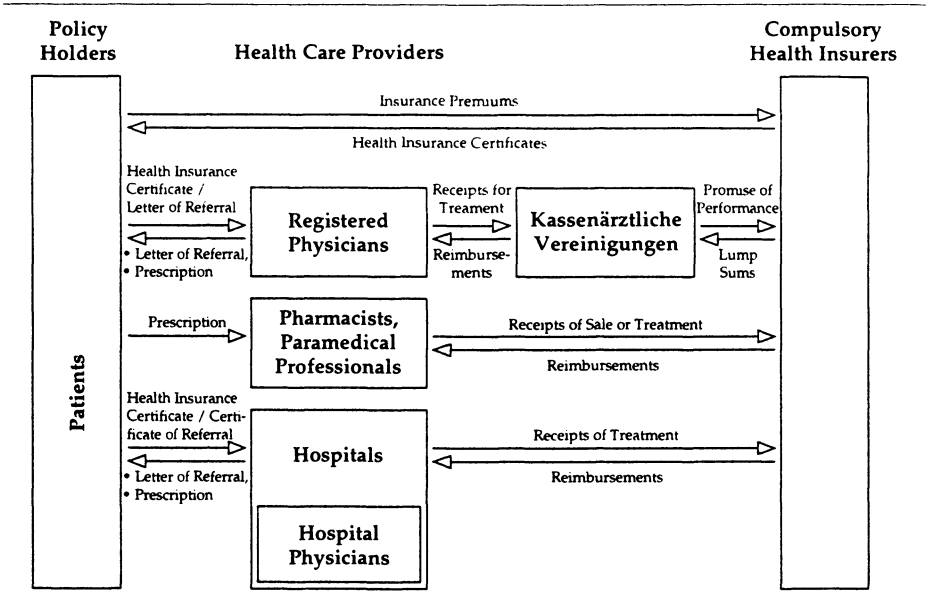 Policy
Holders
Health Care Providers
Compulsory
Health Insurers
Insurance Premiums
Health Insurance Certificates
Health Insurance
Certificate /
Letter of Referral
• Letter of Referral,
• Prescription
Registered
Physicians
Receipts for
Treament
Reimburse-
ments
Kassenärztliche
Vereinigungen
Promise of
Performance
Lump
Sums
Prescription
Pharmacists,
Paramedical
Professionals
Receipts of Sale or Treatment
Reimbursements
Patients
Health Insurance
Certificate / Certi-
ficate of Referral
• Letter of Referral,
• Prescription
Hospitals
Receipts of Treatment
Reimbursements
Hospital
Physicians